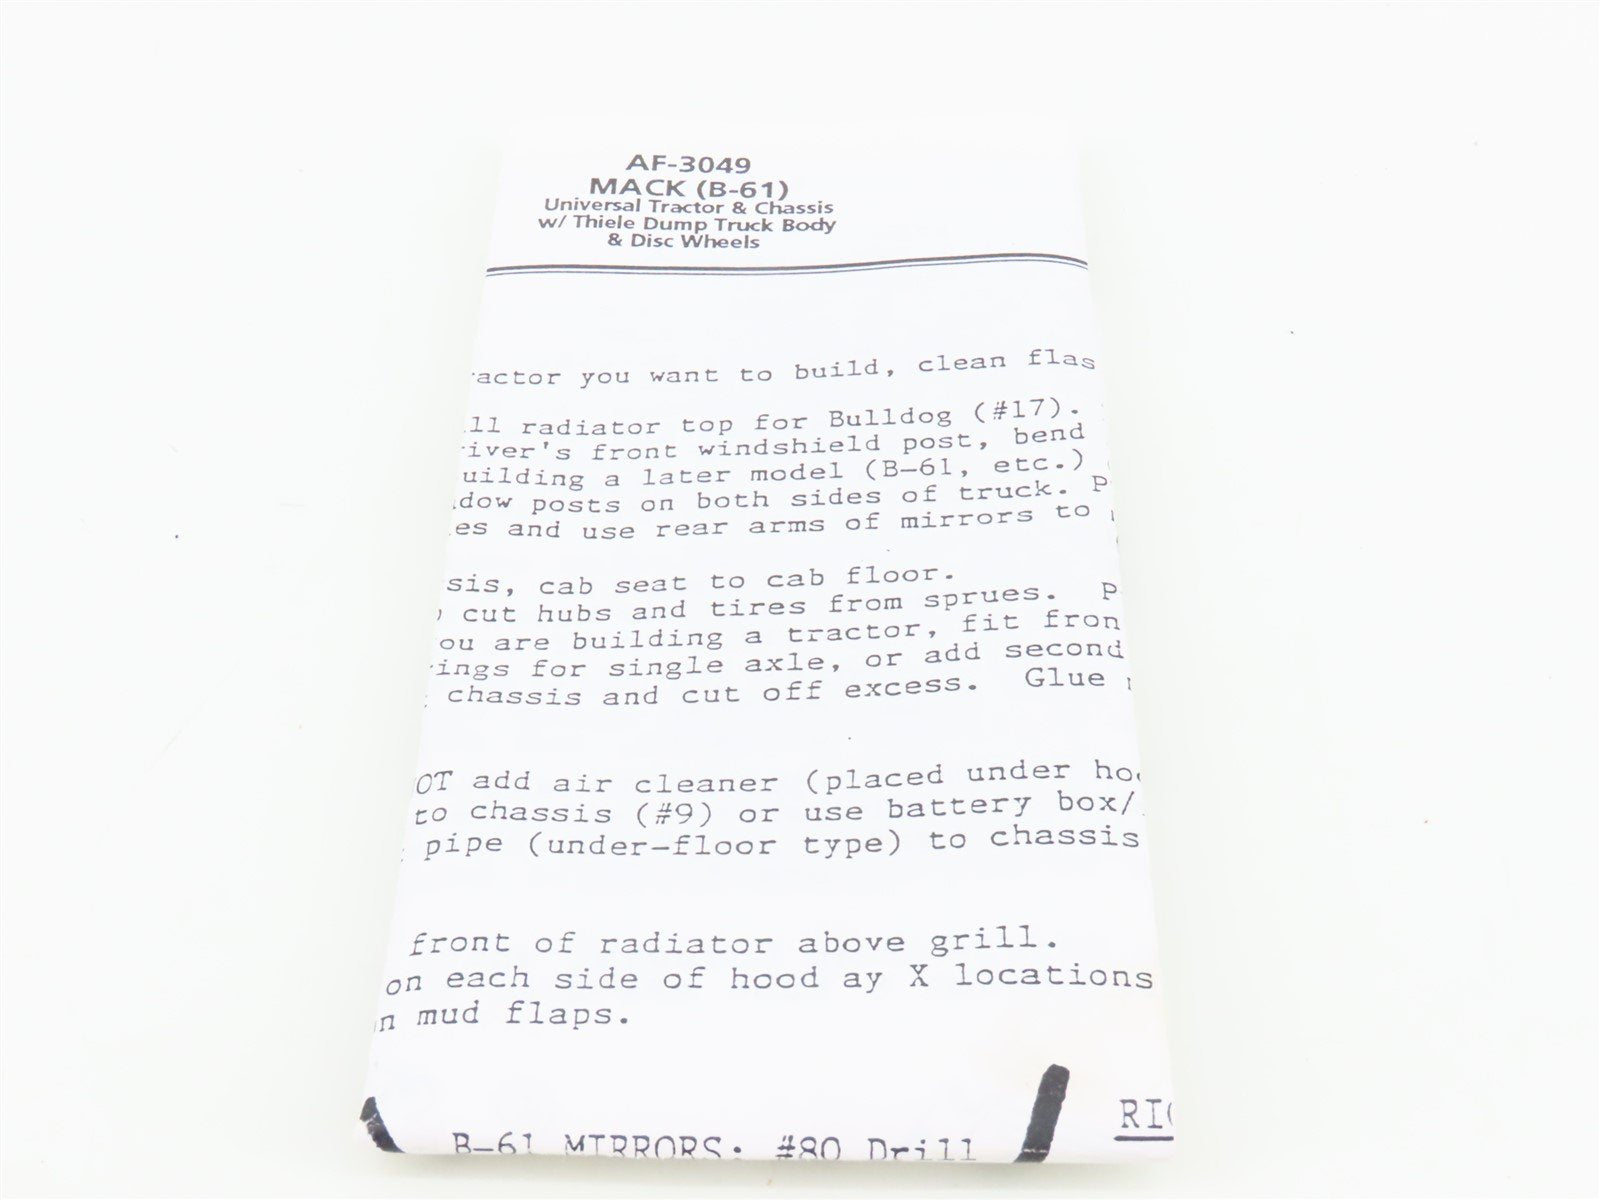 AF-3049
MACK (B-61)
Universal Tractor & Chassis
w/ Thiele Dump Truck Body
& Disc Wheels
actor you want to build, clean flas
ll radiator top for Bulldog (#17).
iver's front windshield post, bend
uilding a later model (B-61, etc.)
dow posts on both sides of truck. P
es and use rear arms of mirrors to
sis, cab seat to cab floor.
cut hubs and tires from sprues. P
ou are building a tractor, fit fron
ings for single axle, or add second
chassis and cut off excess. Glue
OT add air cleaner (placed under ho
to chassis (#9) or use battery box/
pipe (under-floor type) to chassis
front of radiator above grill.
on each side of hood ay X locations
n mud flaps.
RI
B-61 MIRRORS: #80 Drill